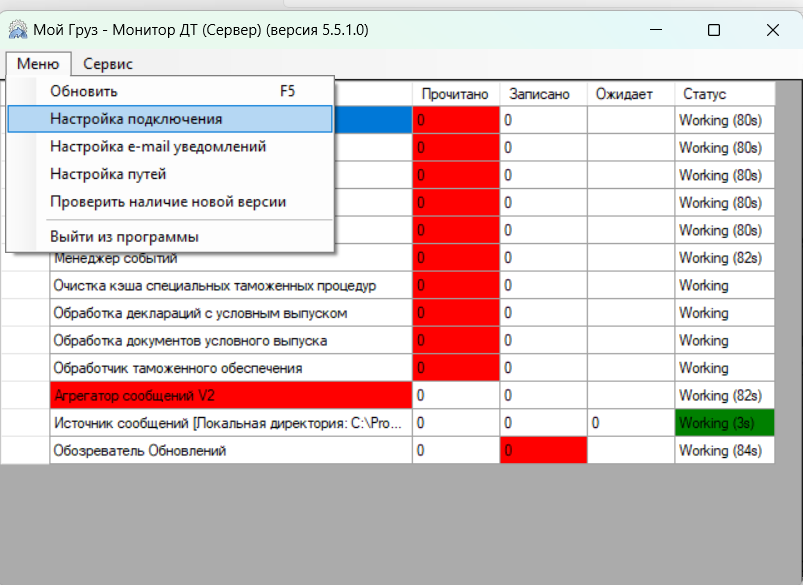 Мой Груз - Монитор ДТ (Сервер) (версия 5.5.1.0)
Меню Сервис
Обновить F5
Настройка подключения
Настройка e-mail уведомлений
Настройка путей
Проверить наличие новой версии
Выйти из программы
Прочитано Записано Ожидает Статус
0 0 Working (80s)
0 0 Working (80s)
0 0 Working (80s)
0 0 Working (80s)
0 0 Working (80s)
Менеджер событий 0 0 Working (82s)
Очистка кэша специальных таможенных процедур 0 0 Working
Обработка деклараций с условным выпуском 0 0 Working
Обработка документов условного выпуска 0 0 Working
Обработчик таможенного обеспечения 0 0 Working
Агрегатор сообщений V2 0 0 Working (82s)
Источник сообщений [Локальная директория: C:\Pro... 0 0 0 Working (3s)
Обозреватель Обновлений 0 0 Working (84s)